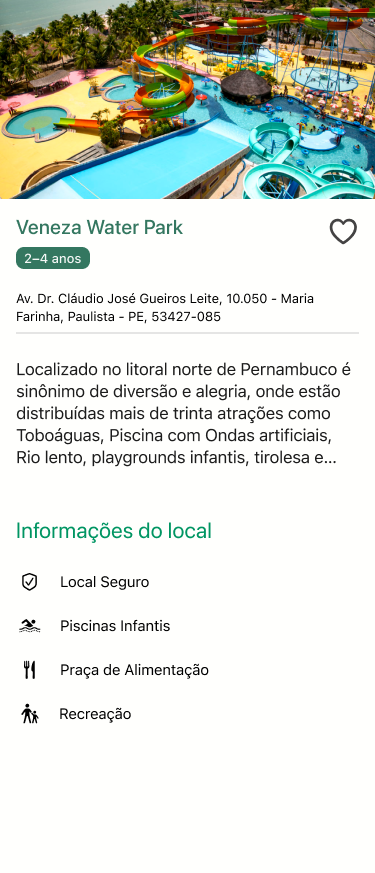 Veneza Water Park
2–4 anos
Av. Dr. Cláudio José Gueiros Leite, 10.050 - Maria
Farinha, Paulista - PE, 53427-085
Localizado no litoral norte de Pernambuco é
sinônimo de diversão e alegria, onde estão
distribuídas mais de trinta atrações como
Toboáguas, Piscina com Ondas artificiais,
Rio lento, playgrounds infantis, tirolesa e...
Informações do local
Local Seguro
Piscinas Infantis
Praça de Alimentação
Recreação